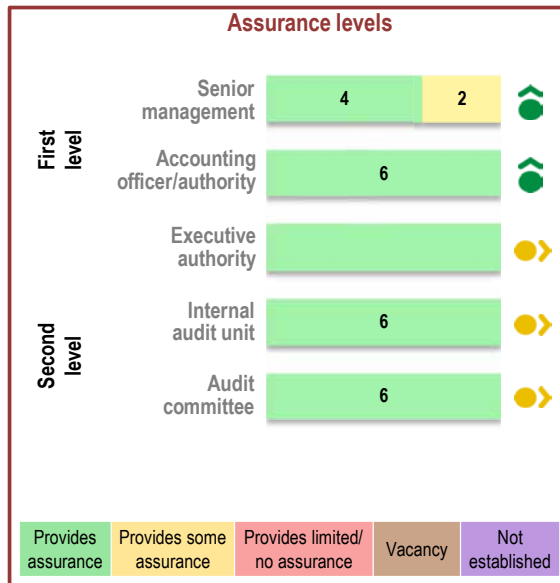 Assurance levels
First
level
Senior
management
4
2
Accounting
officer/authority
6
Executive
authority
Second
level
Internal
audit unit
6
Audit
committee
6
Provides
assurance
Provides some
assurance
Provides limited/
no assurance
Vacancy
Not
established